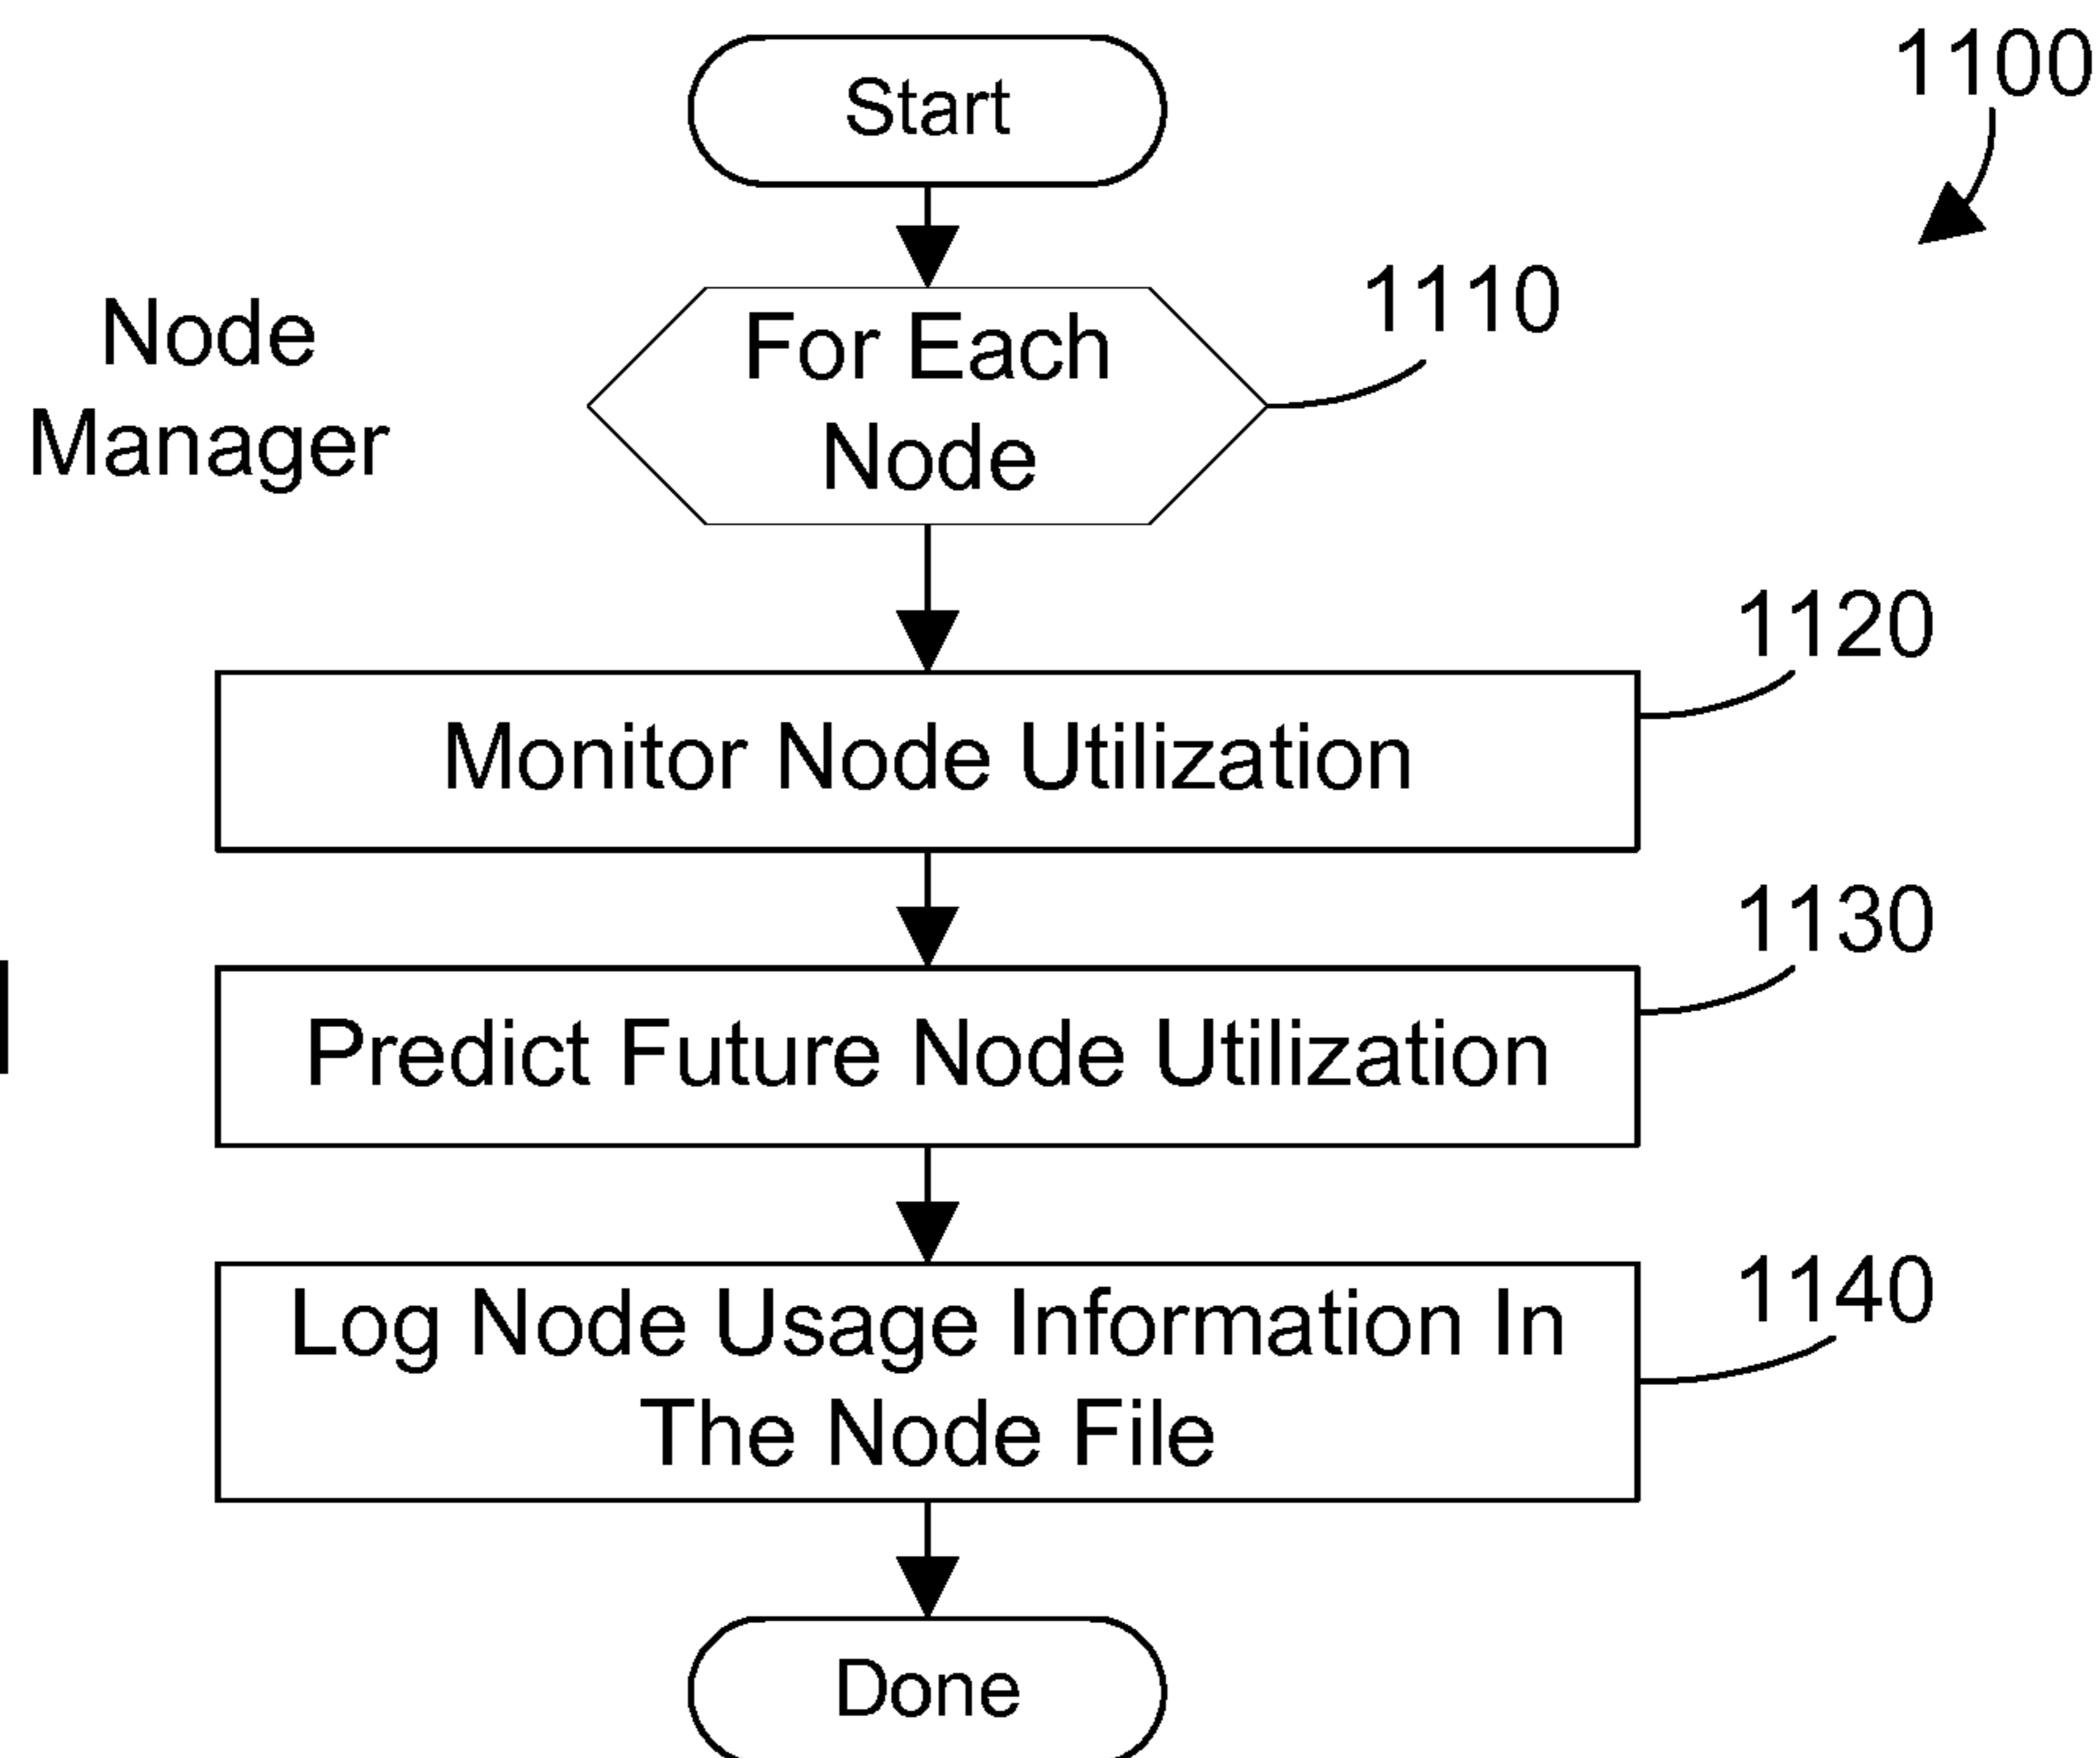 Start
1100
Node
Manager
For Each
Node
1110
1120
Monitor Node Utilization
1130
Predict Future Node Utilization
1140
Log Node Usage Information In
The Node File
Done